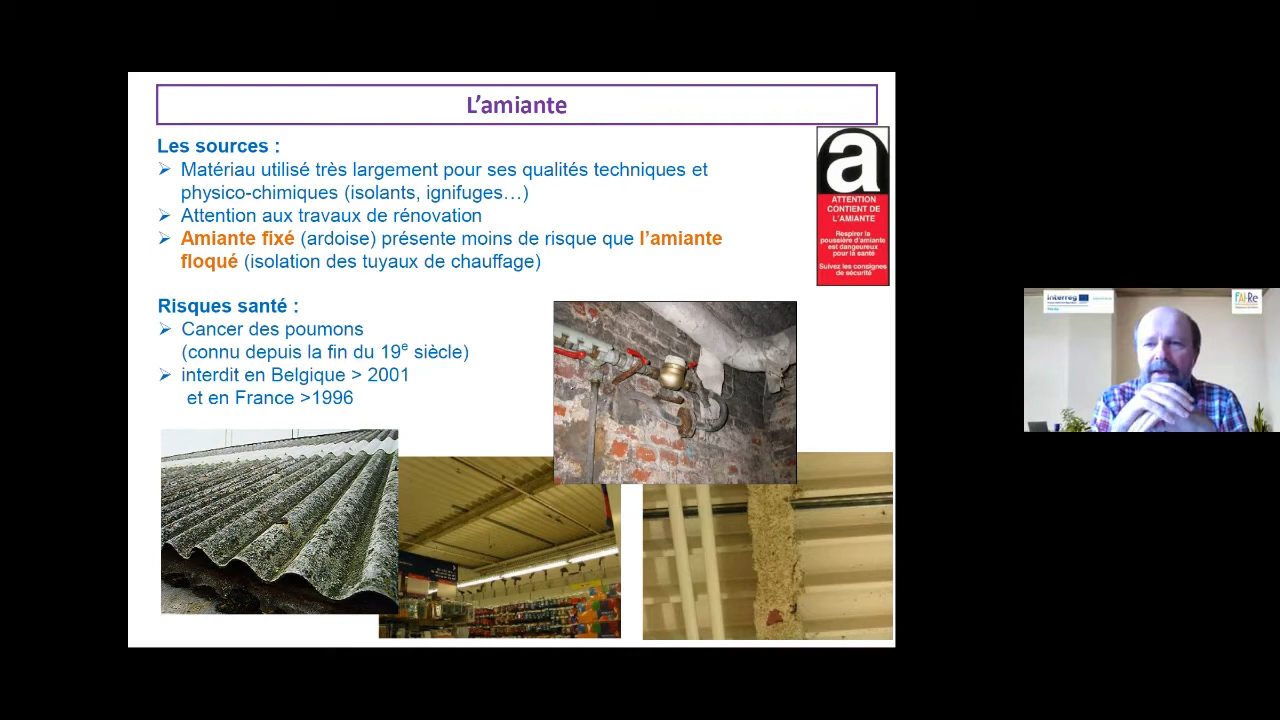 L'amiante
Les sources :
Matériau utilisé très largement pour ses qualités techniques et
physico-chimiques (isolants, ignifuges…)
Attention aux travaux de rénovation
Amiante fixé (ardoise) présente moins de risque que l'amiante
floqué (isolation des tuyaux de chauffage)
a
ATTENTION
CONTIENT DE
L'AMIANTE
Respirer la
poussière d'amiante
est dangeureux
pour la santé
Suivez les consignes
de sécurité
Risques santé :
Cancer des poumons
(connu depuis la fin du 19e siècle)
interdit en Belgique > 2001
et en France >1996
Interreg